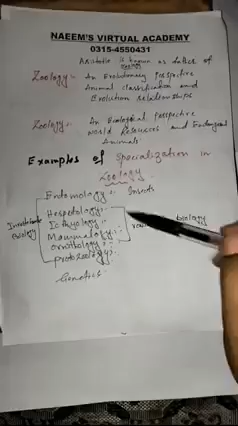 NAEEM'S VIRTUAL ACADEMY
0315-4550431
Aristotle is known as father of
zoology
Zoology:- An Evolutionary Perspective
Animal classification and
Evolution relationships
Zoology:- An Ecological Perspective
World Resources and Endangered
Animals
Examples of Specialization in
Zoology
Entomology:- Insects
Herpetology:-
Icthyology:-
Mammalogy:-
Ornithology:-
Protozoology:-
biology
Genetics